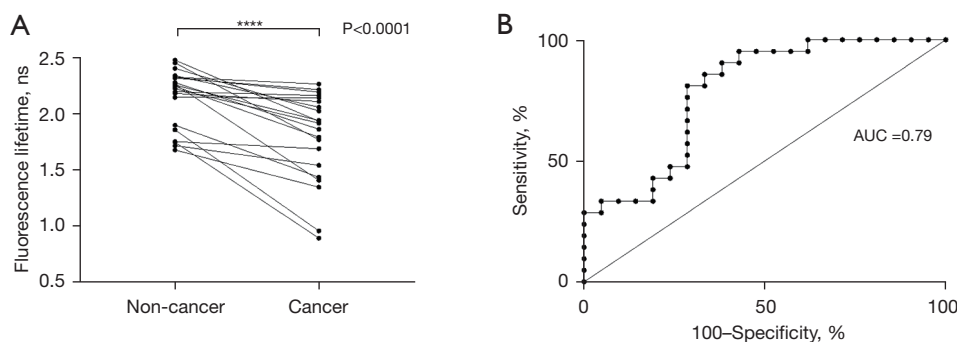 A
****
P<0.0001
Fluorescence lifetime, ns
2.5
2.0
1.5
1.0
0.5
Non-cancer
Cancer
B
Sensitivity, %
100
50
0
AUC =0.79
0
50
100
100–Specificity, %